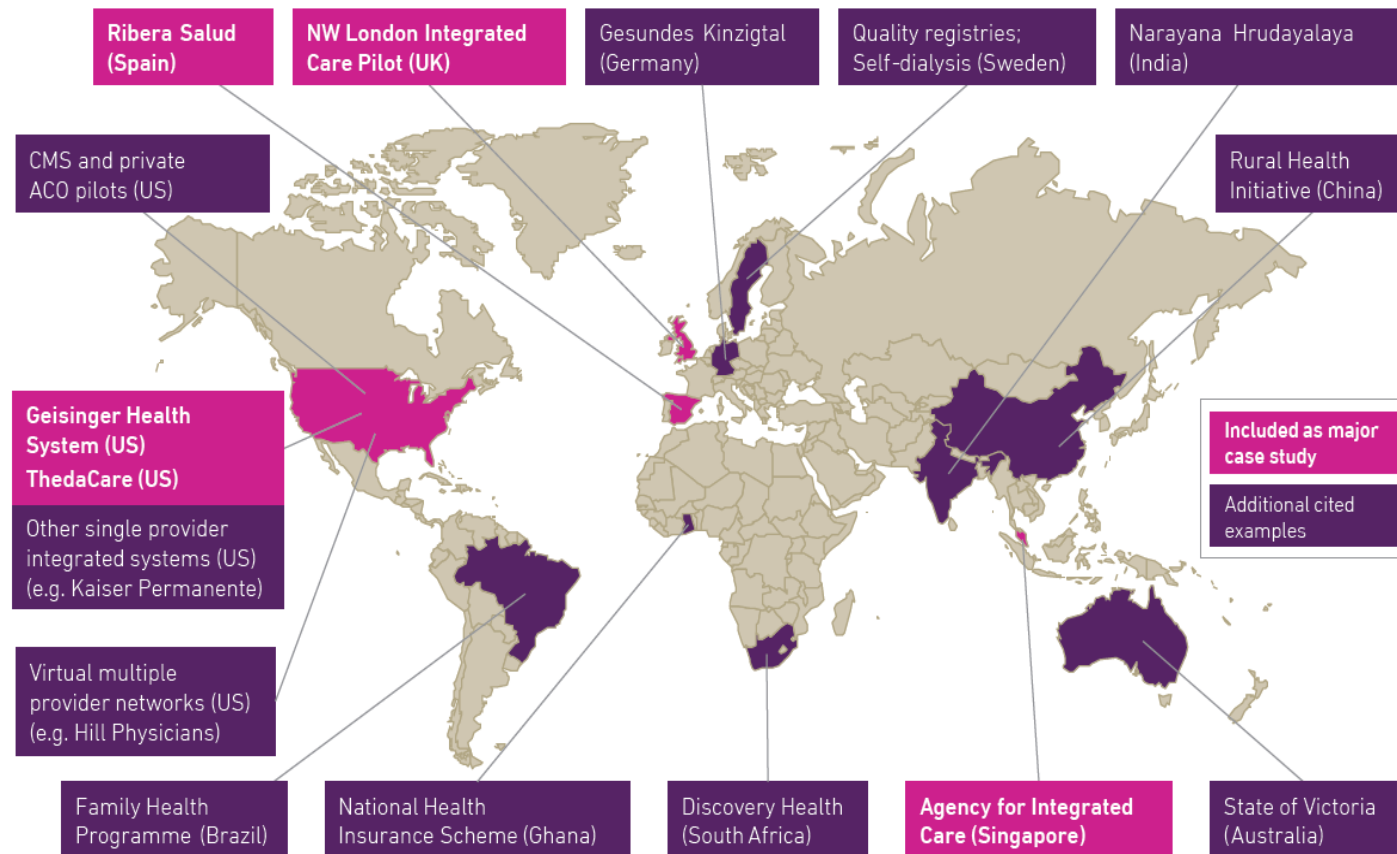 Ribera Salud
(Spain)
NW London Integrated
Care Pilot (UK)
Gesundes Kinzigtal
(Germany)
Quality registries;
Self-dialysis (Sweden)
Narayana Hrudayalaya
(India)
CMS and private
ACO pilots (US)
Rural Health
Initiative (China)
Geisinger Health
System (US)
ThedaCare (US)
Other single provider
integrated systems (US)
(e.g. Kaiser Permanente)
Included as major
case study
Additional cited
examples
Virtual multiple
provider networks (US)
(e.g. Hill Physicians)
Family Health
Programme (Brazil)
National Health
Insurance Scheme (Ghana)
Discovery Health
(South Africa)
Agency for Integrated
Care (Singapore)
State of Victoria
(Australia)